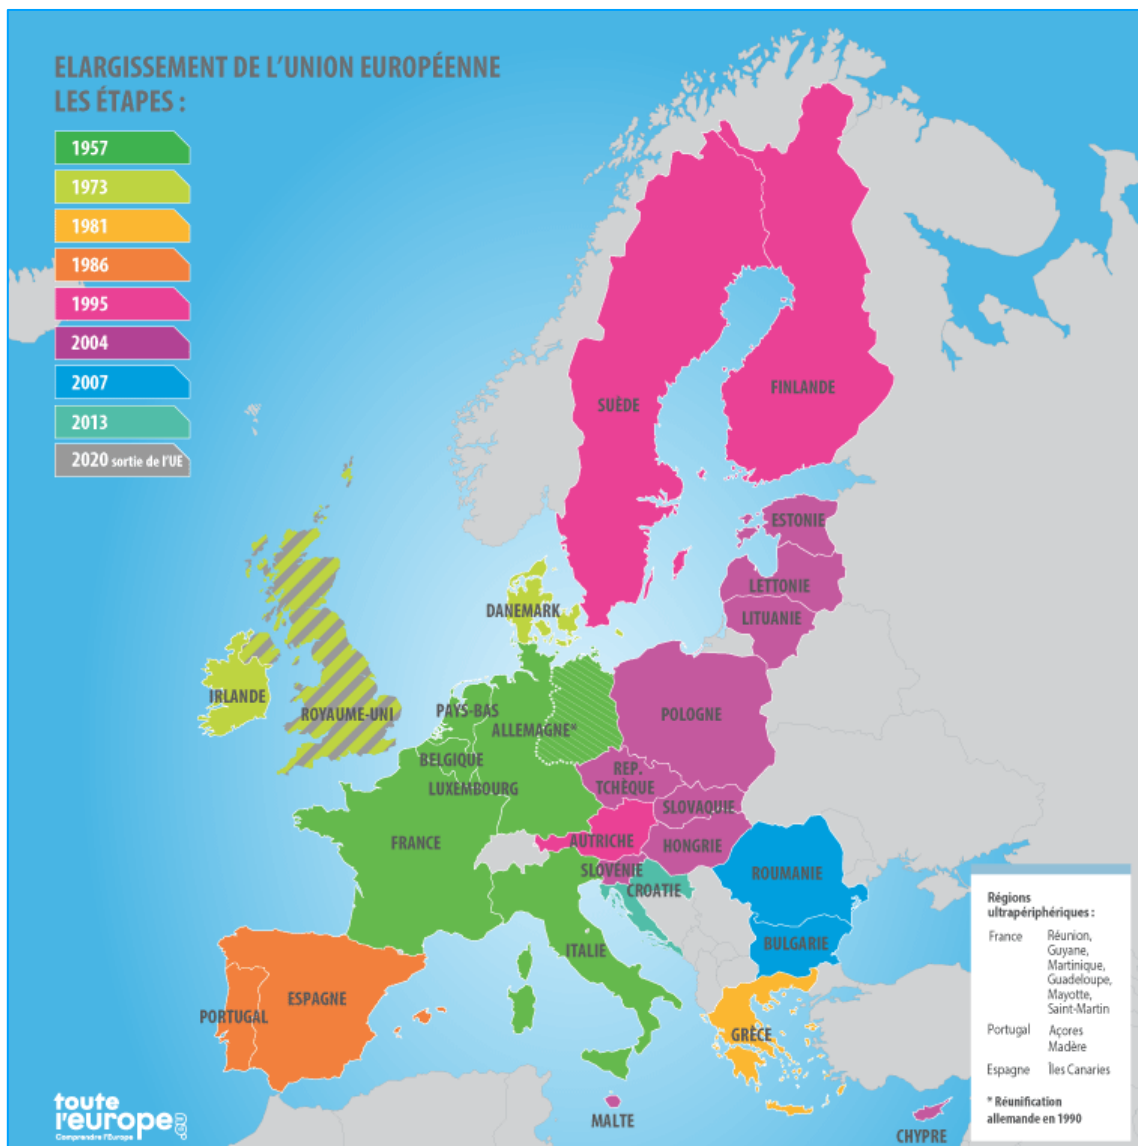 ELARGISSEMENT DE L'UNION EUROPÉENNE
LES ÉTAPES :
1957
1973
1981
1986
1995
2004
2007
2013
2020 sortie de l'UE
SUÈDE
FINLANDE
ESTONIE
LETTONIE
LITUANIE
DANEMARK
IRLANDE
ROYAUME-UNI
PAYS-BAS
ALLEMAGNE*
POLOGNE
BELGIQUE
LUXEMBOURG
REP.
TCHÈQUE
SLOVAQUIE
FRANCE
AUTRICHE
HONGRIE
SLOVÉNIE
CROATIE
ROUMANIE
BULGARIE
ITALIE
PORTUGAL
ESPAGNE
GRÈCE
MALTE
CHYPRE
Régions
ultrapériphériques :
France Réunion,
Guyane,
Martinique,
Guadeloupe,
Mayotte,
Saint-Martin
Portugal Açores
Madère
Espagne Îles Canaries
* Réunification
allemande en 1990
toute
l'europe.eu
Comprendre l'Europe